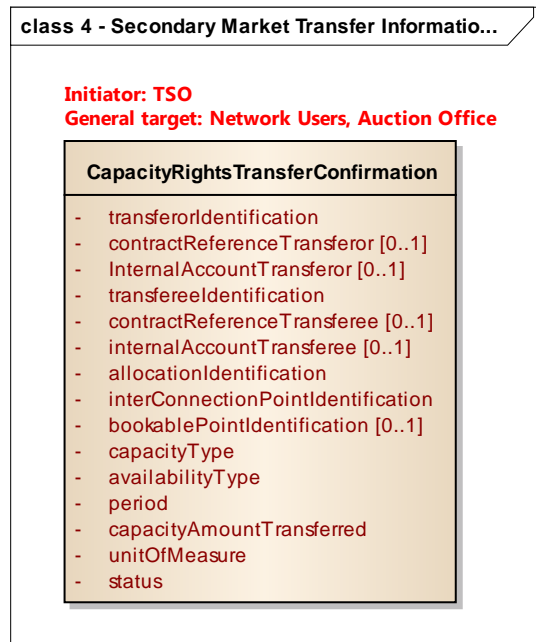 class 4 - Secondary Market Transfer Informatio...
Initiator: TSO
General target: Network Users, Auction Office
CapacityRightsTransferConfirmation
- transferorIdentification
- contractReferenceTransferor [0..1]
- InternalAccountTransferor [0..1]
- transfereeIdentification
- contractReferenceTransferee [0..1]
- internalAccountTransferee [0..1]
- allocationIdentification
- interConnectionPointIdentification
- bookablePointIdentification [0..1]
- capacityType
- availabilityType
- period
- capacityAmountTransferred
- unitOfMeasure
- status